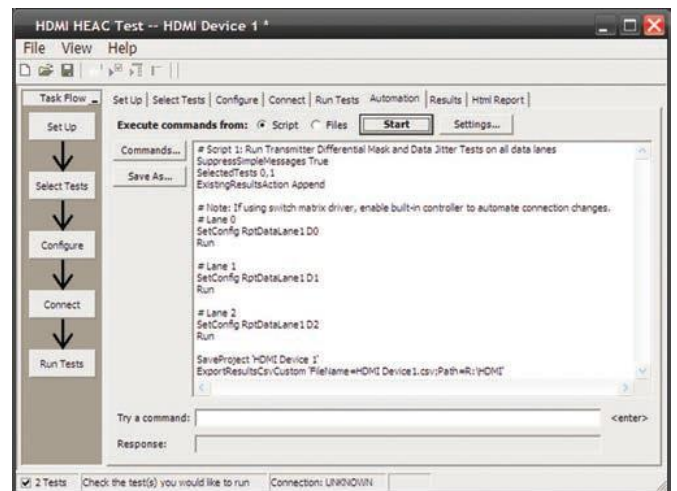 HDMI HEAC Test -- HDMI Device 1 *
File View Help
Task Flow
Set Up | Select Tests | Configure | Connect | Run Tests | Automation | Results | Html Report |
Set Up
Select Tests
Configure
Connect
Run Tests
Execute commands from: Script Files Start Settings...
Commands...
Save As...
# Script 1: Run Transmitter Differential Mask and Data Jitter Tests on all data lanes
SuppressSimpleMessages True
SelectedTests 0,1
ExistingResultsAction Append
# Note: If using switch matrix driver, enable built-in controller to automate connection changes.
# Lane 0
SetConfig RptDataLane1 D0
Run
# Lane 1
SetConfig RptDataLane1 D1
Run
# Lane 2
SetConfig RptDataLane1 D2
Run
SaveProject 'HDMI Device 1'
ExportResultsCsvCustom 'FileName=HDMI Device1.csv;Path=R:\HDMI'
Try a command: <enter>
Response:
2 Tests Check the test(s) you would like to run Connection: UNKNOWN